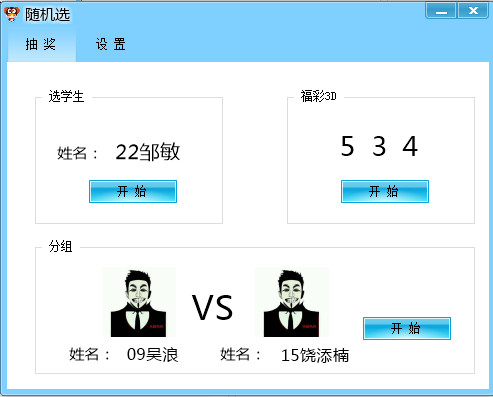 随机选
抽 奖 设 置
选学生
姓名： 22邹敏
开 始
福彩3D
5 3 4
开 始
分组
VS
姓名： 09吴浪
姓名： 15饶添楠
开 始